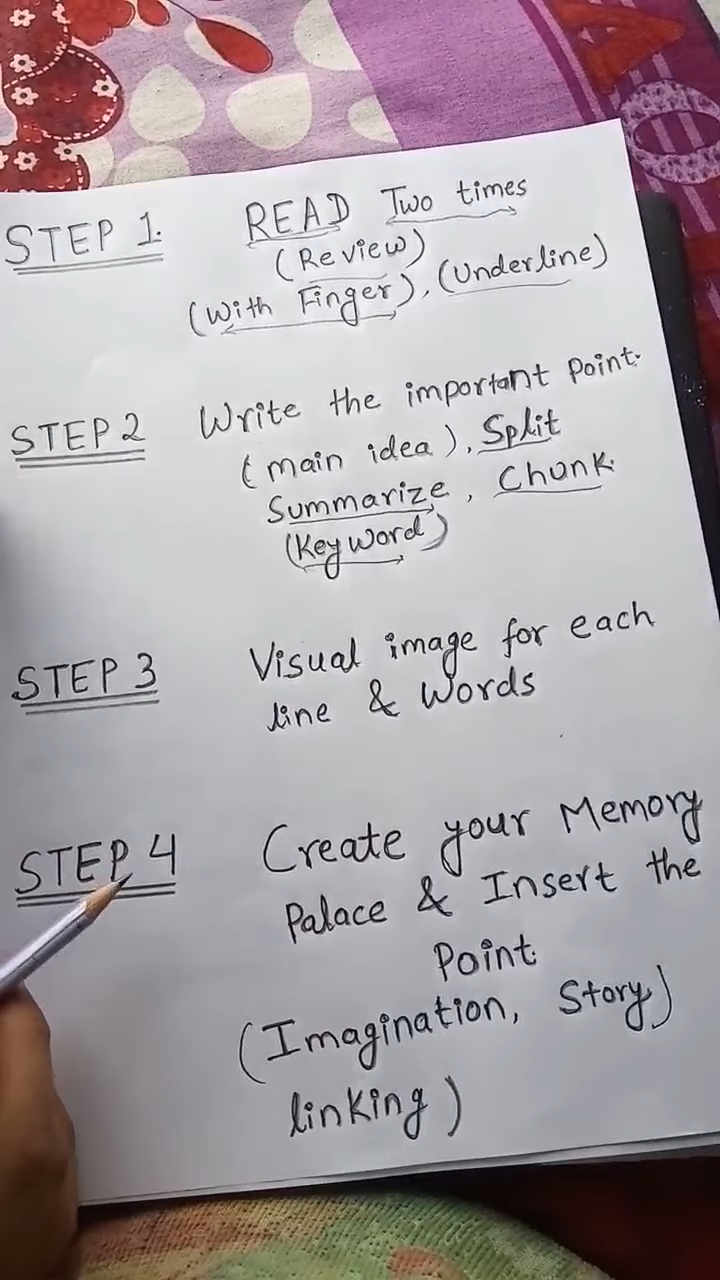 STEP 1. READ Two times
(Review)
(With Finger), (Underline)
STEP 2 Write the important Point.
(main idea), Split
Summarize, Chunk.
(Keyword)
STEP 3 Visual image for each
line & Words
STEP 4 Create your Memory
Palace & Insert the
Point.
(Imagination, Story)
linking)